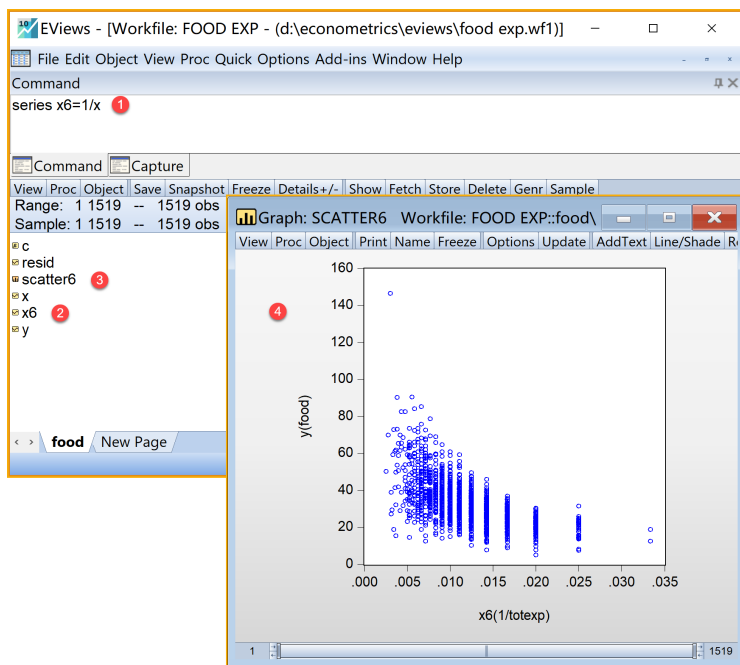 10 EViews - [Workfile: FOOD EXP - (d:\econometrics\eviews\food exp.wf1)]
File Edit Object View Proc Quick Options Add-ins Window Help
Command
series x6=1/x 1
Command Capture
View Proc Object Save Snapshot Freeze Details+/- Show Fetch Store Delete Genr Sample
Range: 1 1519 -- 1519 obs
Sample: 1 1519 -- 1519 obs
c
resid
scatter6 3
x
x6 2
y
food New Page
Graph: SCATTER6 Workfile: FOOD EXP::food\
View Proc Object Print Name Freeze Options Update AddText Line/Shade
4
160
140
120
100
80
60
40
20
0
y(food)
.000 .005 .010 .015 .020 .025 .030 .035
x6(1/totexp)
1 1519